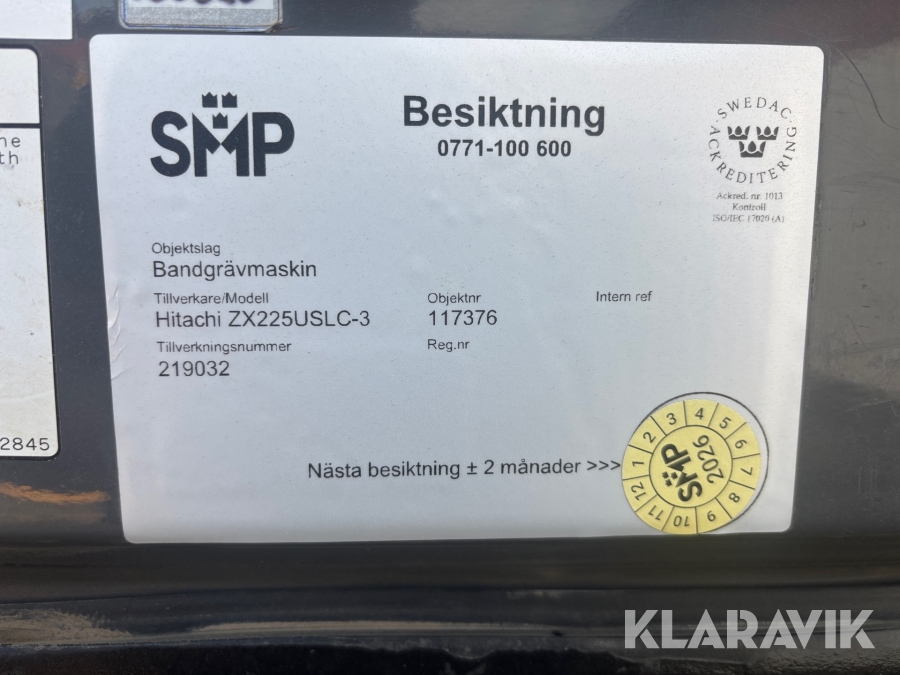 ne
th
2845
SMP
Besiktning
0771-100 600
SWEDAC
ACKREDITERING
Ackred. nr. 1013
Kontroll
ISO/IEC 17020 (A)
Objektslag
Bandgrävmaskin
Tillverkare/Modell
Objektnr
Intern ref
Hitachi ZX225USLC-3
117376
Tillverkningsnummer
Reg.nr
219032
Nästa besiktning ± 2 månader >>>
1 2 3 4 5 6 7 8 9 10 11 12
SMP
2026
KLARAVIK